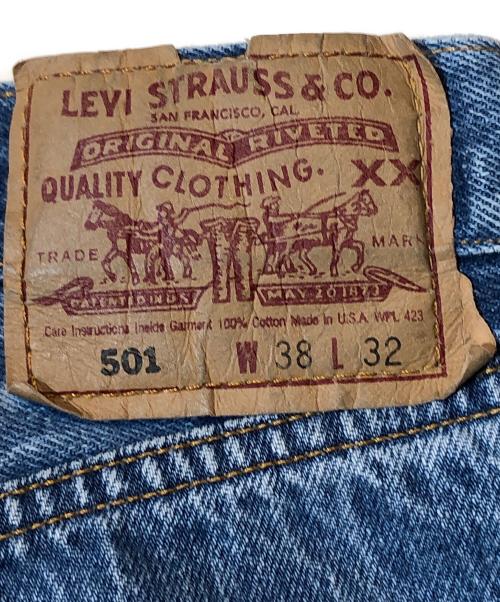 LEVI STRAUSS & CO.
SAN FRANCISCO, CAL.
ORIGINAL RIVETED
QUALITY CLOTHING. XX
TRADE MARK
PATENTED IN U.S. MAY 20 1873
Care Instructions Inside Garment 100% Cotton Made in U.S.A. WPL 423
501 W 38 L 32